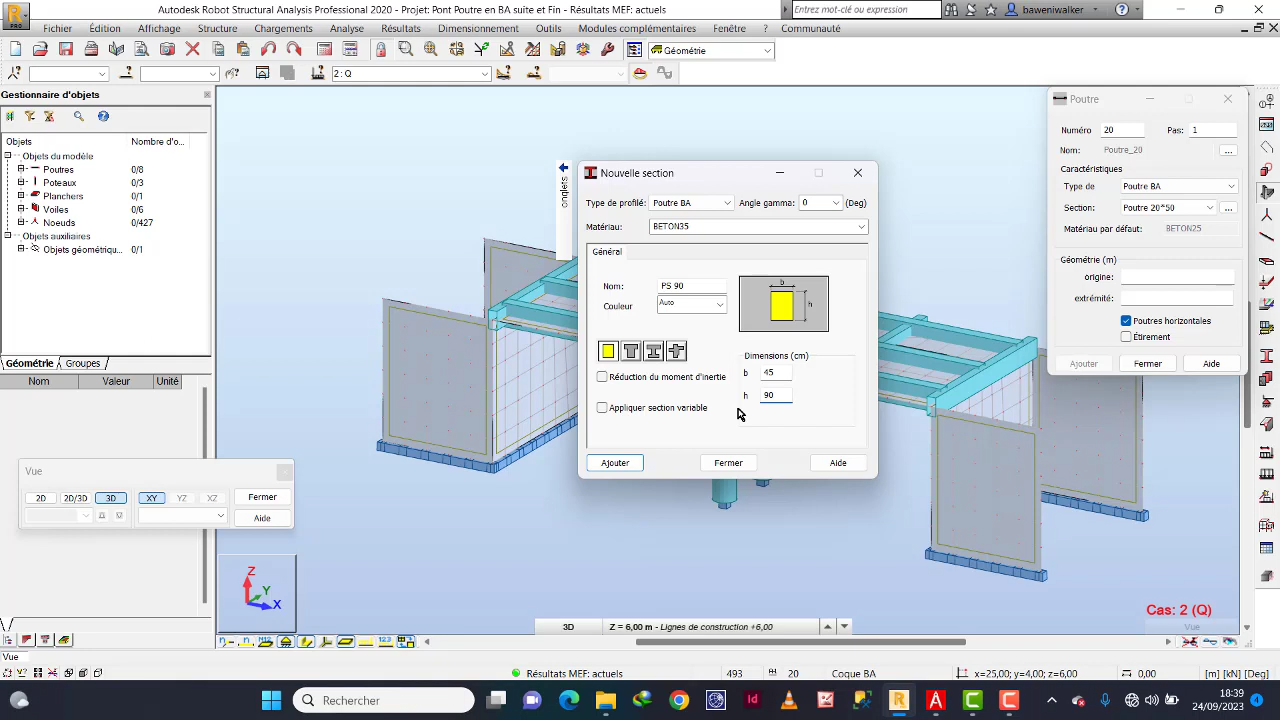 Autodesk Robot Structural Analysis Professional 2020 - Projet: Pont Poutre en BA suite et Fin - Résultats MEF: actuels
Entrez mot-clé ou expression
baweniwalker
PRO
Fichier Édition Affichage Structure Chargements Analyse Résultats Dimensionnement Outils Modules complémentaires Fenêtre ? Communauté
Géométrie
2 : Q
Gestionnaire d'objets
Objets Nombre d'o...
Objets du modèle
Poutres 0/8
Poteaux 0/3
Planchers 0/1
Voiles 0/6
Noeuds 0/427
Objets auxiliaires
Objets géométriqu... 0/1
Géométrie Groupes
Nom Valeur Unité
Vue
2D 2D/3D 3D XY YZ XZ Fermer
Aide
Nouvelle section
Type de profilé: Poutre BA Angle gamma: 0 (Deg)
Matériau: BETON35
Général
Nom: PS 90
Couleur Auto
b
h
Dimensions (cm)
b 45
Réduction du moment d'inertie
h 90
Appliquer section variable
Ajouter Fermer Aide
Poutre
Numéro 20 Pas: 1
Nom: Poutre_20 ...
Caractéristiques
Type de Poutre BA
Section: Poutre 20*50 ...
Matériau par défaut: BETON25
Géométrie (m)
origine:
extrémité:
Poutres horizontales
Étirement
Ajouter Fermer Aide
Z
Y
X
Cas: 2 (Q)
3D Z = 6,00 m - Lignes de construction +6,00
Vue
Vue
Résultats MEF: actuels 493 20 Coque BA x=25,00; y=4,00; z=6,00 0,00 [m] [kN] [Deg]
Rechercher
18:39
24/09/2023